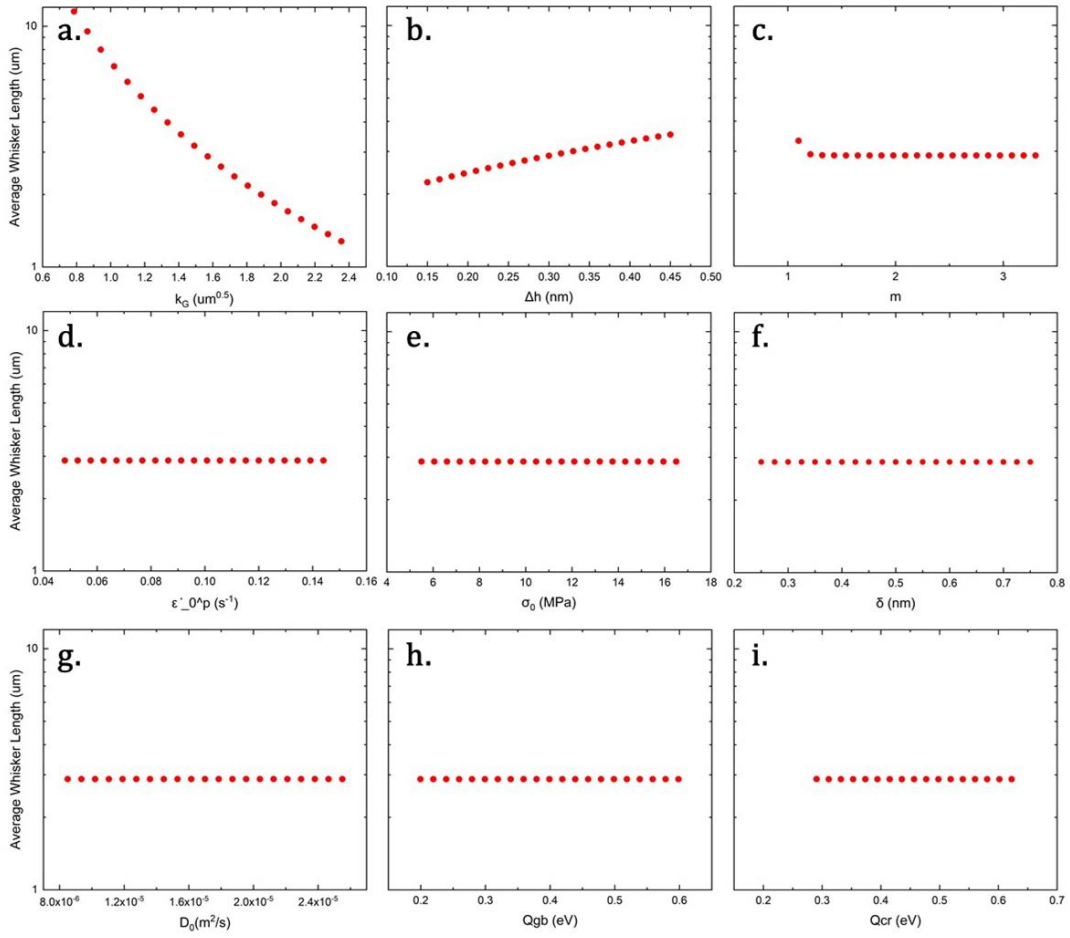 a.
10
1
Average Whisker Length (um)
0.6 0.8 1.0 1.2 1.4 1.6 1.8 2.0 2.2 2.4
k_G (um^0.5)
b.
0.10 0.15 0.20 0.25 0.30 0.35 0.40 0.45 0.50
Δh (nm)
c.
1 2 3
m
d.
10
1
Average Whisker Length (um)
0.04 0.06 0.08 0.10 0.12 0.14 0.16
ε˙_0^p (s⁻¹)
e.
4 6 8 10 12 14 16 18
σ₀ (MPa)
f.
0.2 0.3 0.4 0.5 0.6 0.7 0.8
δ (nm)
g.
10
1
Average Whisker Length (um)
8.0x10⁻⁶ 1.2x10⁻⁵ 1.6x10⁻⁵ 2.0x10⁻⁵ 2.4x10⁻⁵
D₀(m²/s)
h.
0.2 0.3 0.4 0.5 0.6
Qgb (eV)
i.
0.2 0.3 0.4 0.5 0.6 0.7
Qcr (eV)